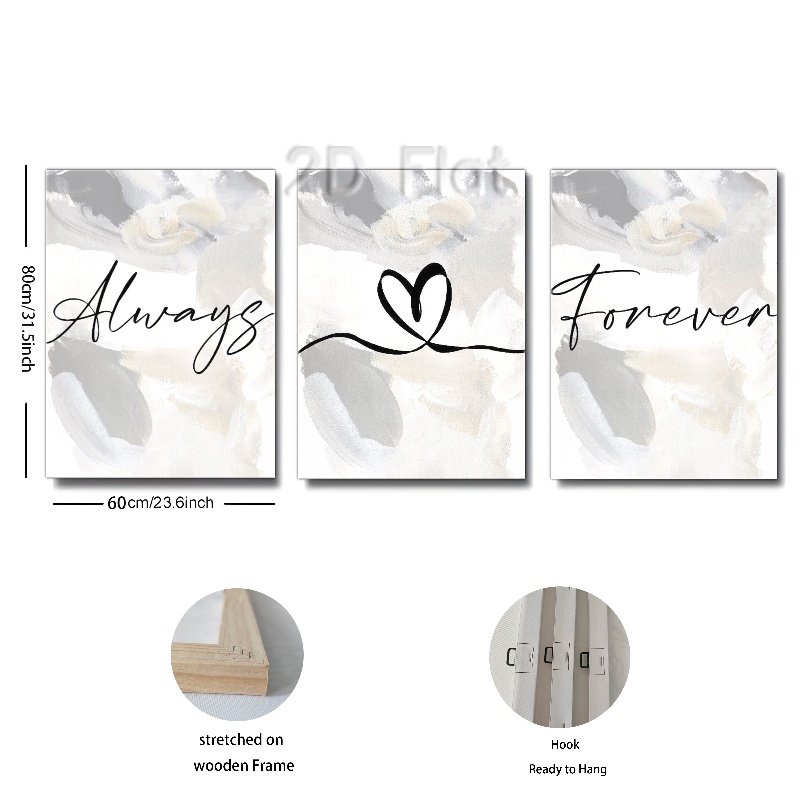 2D Flat
Always
Forever
80cm/31.5inch
60cm/23.6inch
stretched on
wooden Frame
Hook
Ready to Hang